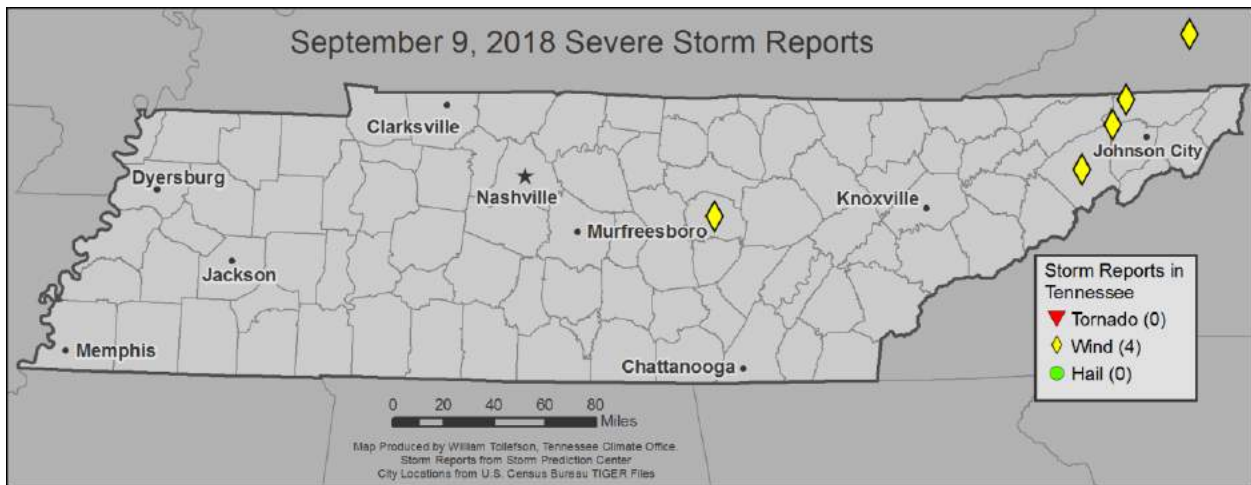 September 9, 2018 Severe Storm Reports
Clarksville
Johnson City
Dyersburg
Nashville
Knoxville
Murfreesboro
Jackson
Storm Reports in
Tennessee
Tornado (0)
Wind (4)
Hail (0)
Memphis
Chattanooga
0 20 40 60 80
Miles
Map Produced by William Tollefson, Tennessee Climate Office.
Storm Reports from Storm Prediction Center
City Locations from U.S. Census Bureau TIGER Files